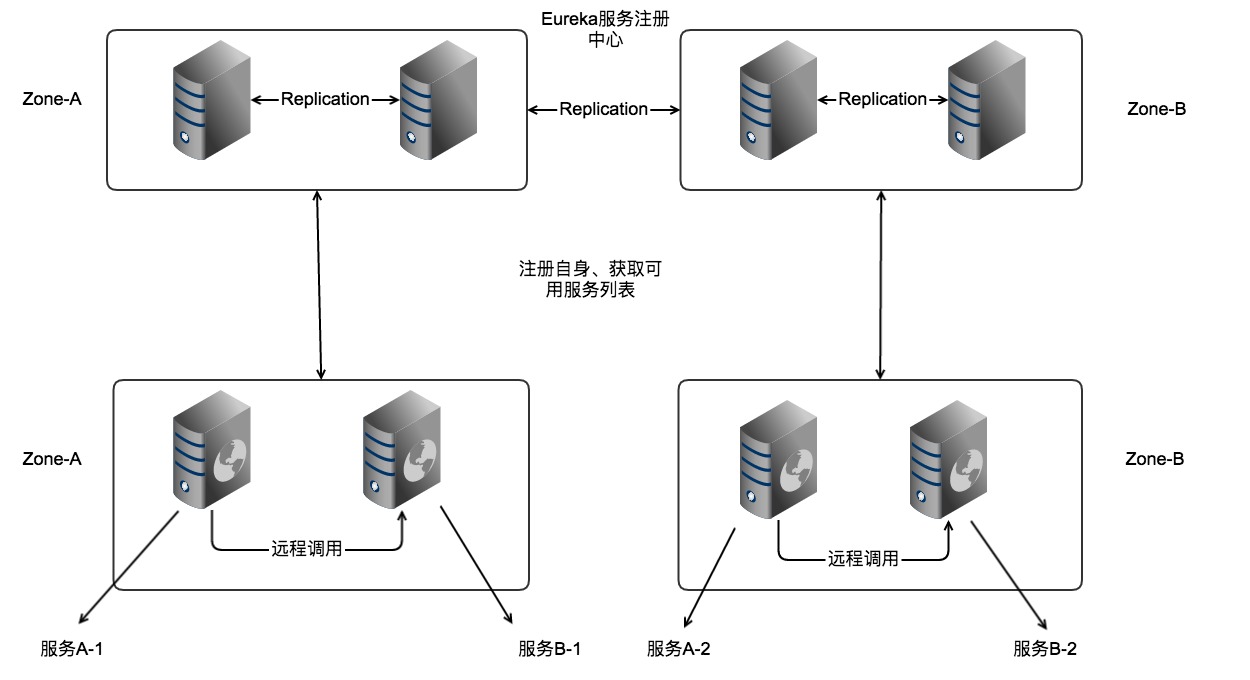 Eureka服务注册
中心
Zone-A
Replication
Replication
Replication
Zone-B
注册自身、获取可
用服务列表
Zone-A
Zone-B
远程调用
远程调用
服务A-1
服务B-1
服务A-2
服务B-2